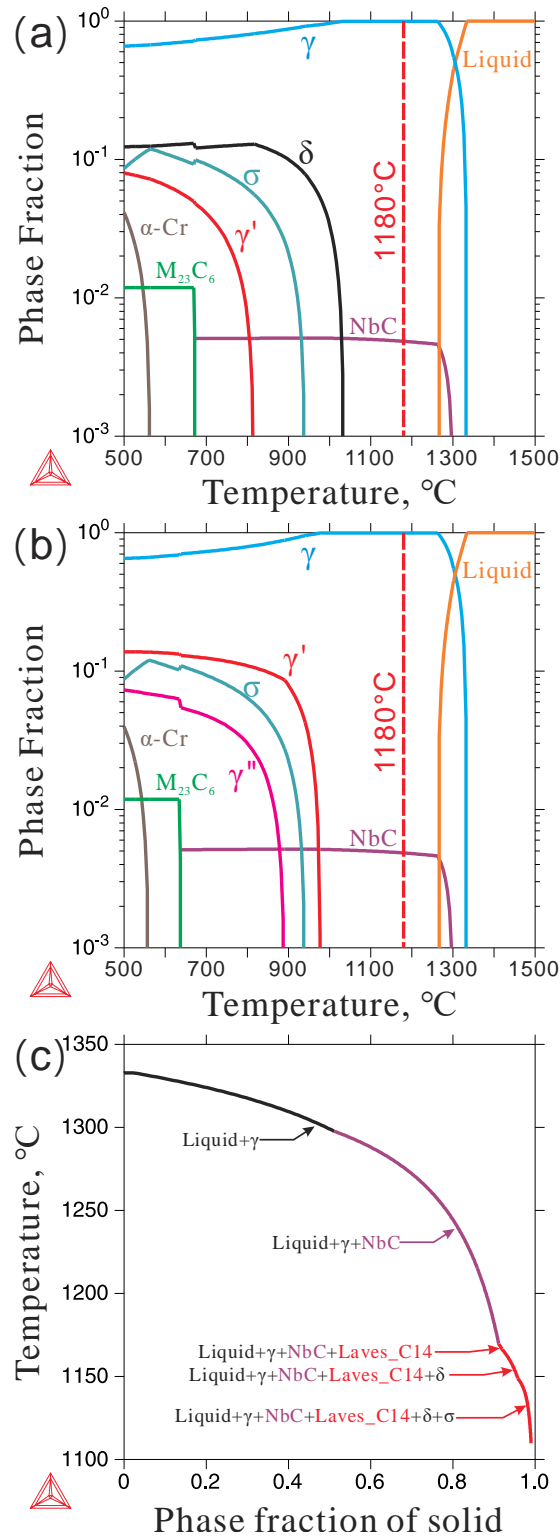 (a)
10⁰
γ
Liquid
δ
10⁻¹
σ
α-Cr
γ'
1180°C
M₂₃C₆
10⁻²
NbC
Phase Fraction
10⁻³
500 700 900 1100 1300 1500
Temperature, °C
(b)
10⁰
γ
Liquid
γ'
10⁻¹
σ
α-Cr
γ"
1180°C
M₂₃C₆
10⁻²
NbC
Phase Fraction
10⁻³
500 700 900 1100 1300 1500
Temperature, °C
(c)
1350
1300
Liquid+γ
1250
Liquid+γ+NbC
1200
Liquid+γ+NbC+Laves_C14
1150
Liquid+γ+NbC+Laves_C14+δ
Liquid+γ+NbC+Laves_C14+δ+σ
1100
Temperature, °C
0 0.2 0.4 0.6 0.8 1.0
Phase fraction of solid